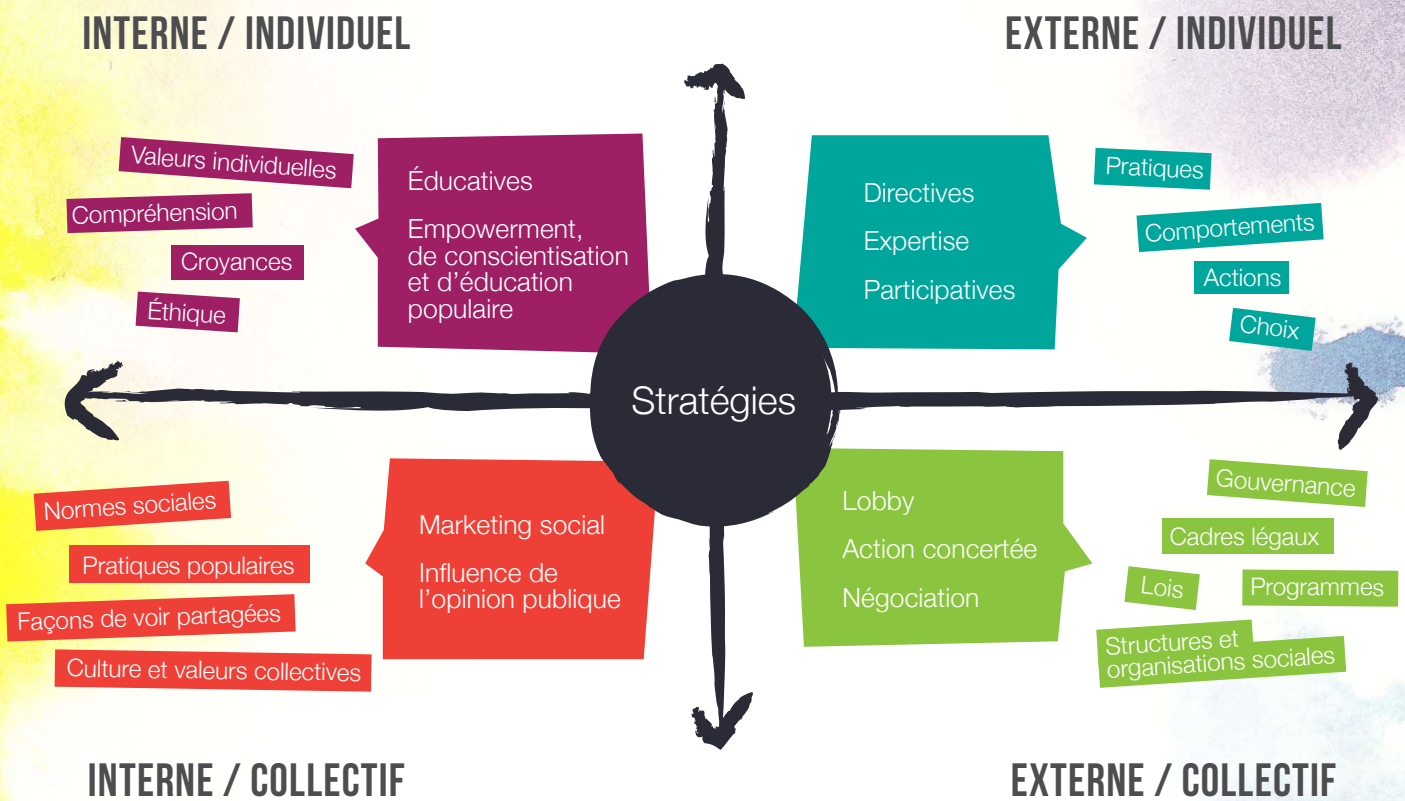 INTERNE / INDIVIDUEL
EXTERNE / INDIVIDUEL
Valeurs individuelles
Compréhension
Croyances
Éthique
Éducatives
Empowerment,
de conscientisation
et d'éducation
populaire
Directives
Expertise
Participatives
Pratiques
Comportements
Actions
Choix
Stratégies
Normes sociales
Pratiques populaires
Façons de voir partagées
Culture et valeurs collectives
Marketing social
Influence de
l'opinion publique
Lobby
Action concertée
Négociation
Gouvernance
Cadres légaux
Lois
Programmes
Structures et
organisations sociales
INTERNE / COLLECTIF
EXTERNE / COLLECTIF